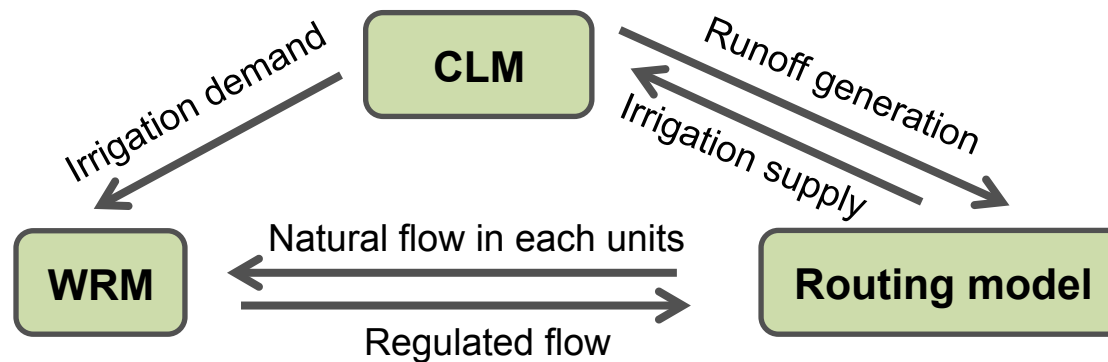 CLM
Irrigation demand
Runoff generation
Irrigation supply
Natural flow in each units
WRM
Routing model
Regulated flow